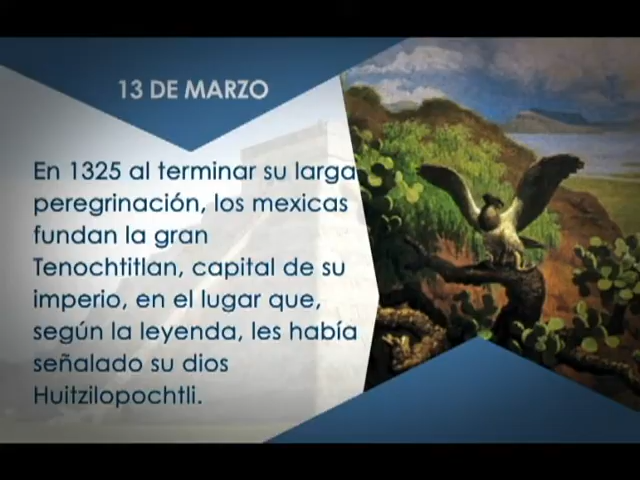 13 DE MARZO
En 1325 al terminar su larga
peregrinación, los mexicas
fundan la gran
Tenochtitlan, capital de su
imperio, en el lugar que,
según la leyenda, les había
señalado su dios
Huitzilopochtli.